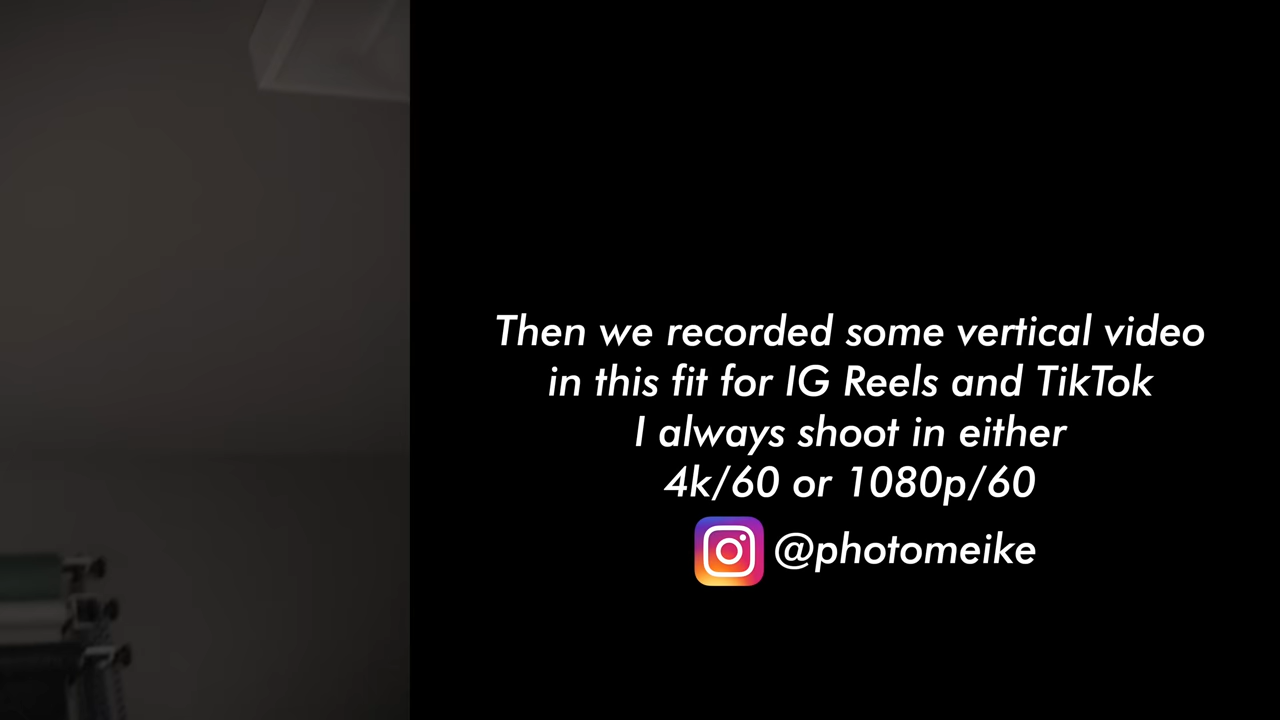 Then we recorded some vertical video
in this fit for IG Reels and TikTok
I always shoot in either
4k/60 or 1080p/60
@photomeike